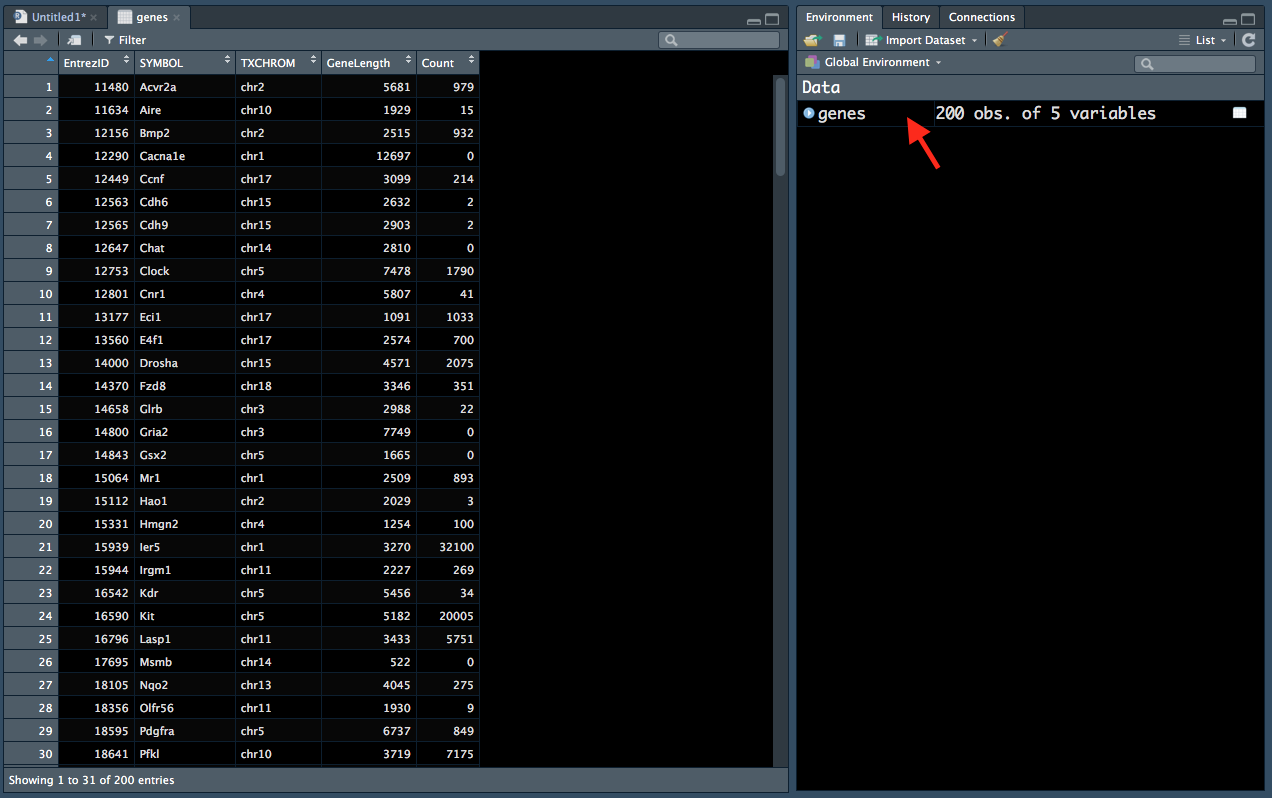 Untitled1* × genes ×
Filter
EntrezID SYMBOL TXCHROM GeneLength Count
1 11480 Acvr2a chr2 5681 979
2 11634 Aire chr10 1929 15
3 12156 Bmp2 chr2 2515 932
4 12290 Cacna1e chr1 12697 0
5 12449 Ccnf chr17 3099 214
6 12563 Cdh6 chr15 2632 2
7 12565 Cdh9 chr15 2903 2
8 12647 Chat chr14 2810 0
9 12753 Clock chr5 7478 1790
10 12801 Cnr1 chr4 5807 41
11 13177 Eci1 chr17 1091 1033
12 13560 E4f1 chr17 2574 700
13 14000 Drosha chr15 4571 2075
14 14370 Fzd8 chr18 3346 351
15 14658 Glrb chr3 2988 22
16 14800 Gria2 chr3 7749 0
17 14843 Gsx2 chr5 1665 0
18 15064 Mr1 chr1 2509 893
19 15112 Hao1 chr2 2029 3
20 15331 Hmgn2 chr4 1254 100
21 15939 Ier5 chr1 3270 32100
22 15944 Irgm1 chr11 2227 269
23 16542 Kdr chr5 5456 34
24 16590 Kit chr5 5182 20005
25 16796 Lasp1 chr11 3433 5751
26 17695 Msmb chr14 522 0
27 18105 Nqo2 chr13 4045 275
28 18356 Olfr56 chr11 1930 9
29 18595 Pdgfra chr5 6737 849
30 18641 Pfkl chr10 3719 7175
Showing 1 to 31 of 200 entries
Environment History Connections
Import Dataset List
Global Environment
Data
genes 200 obs. of 5 variables